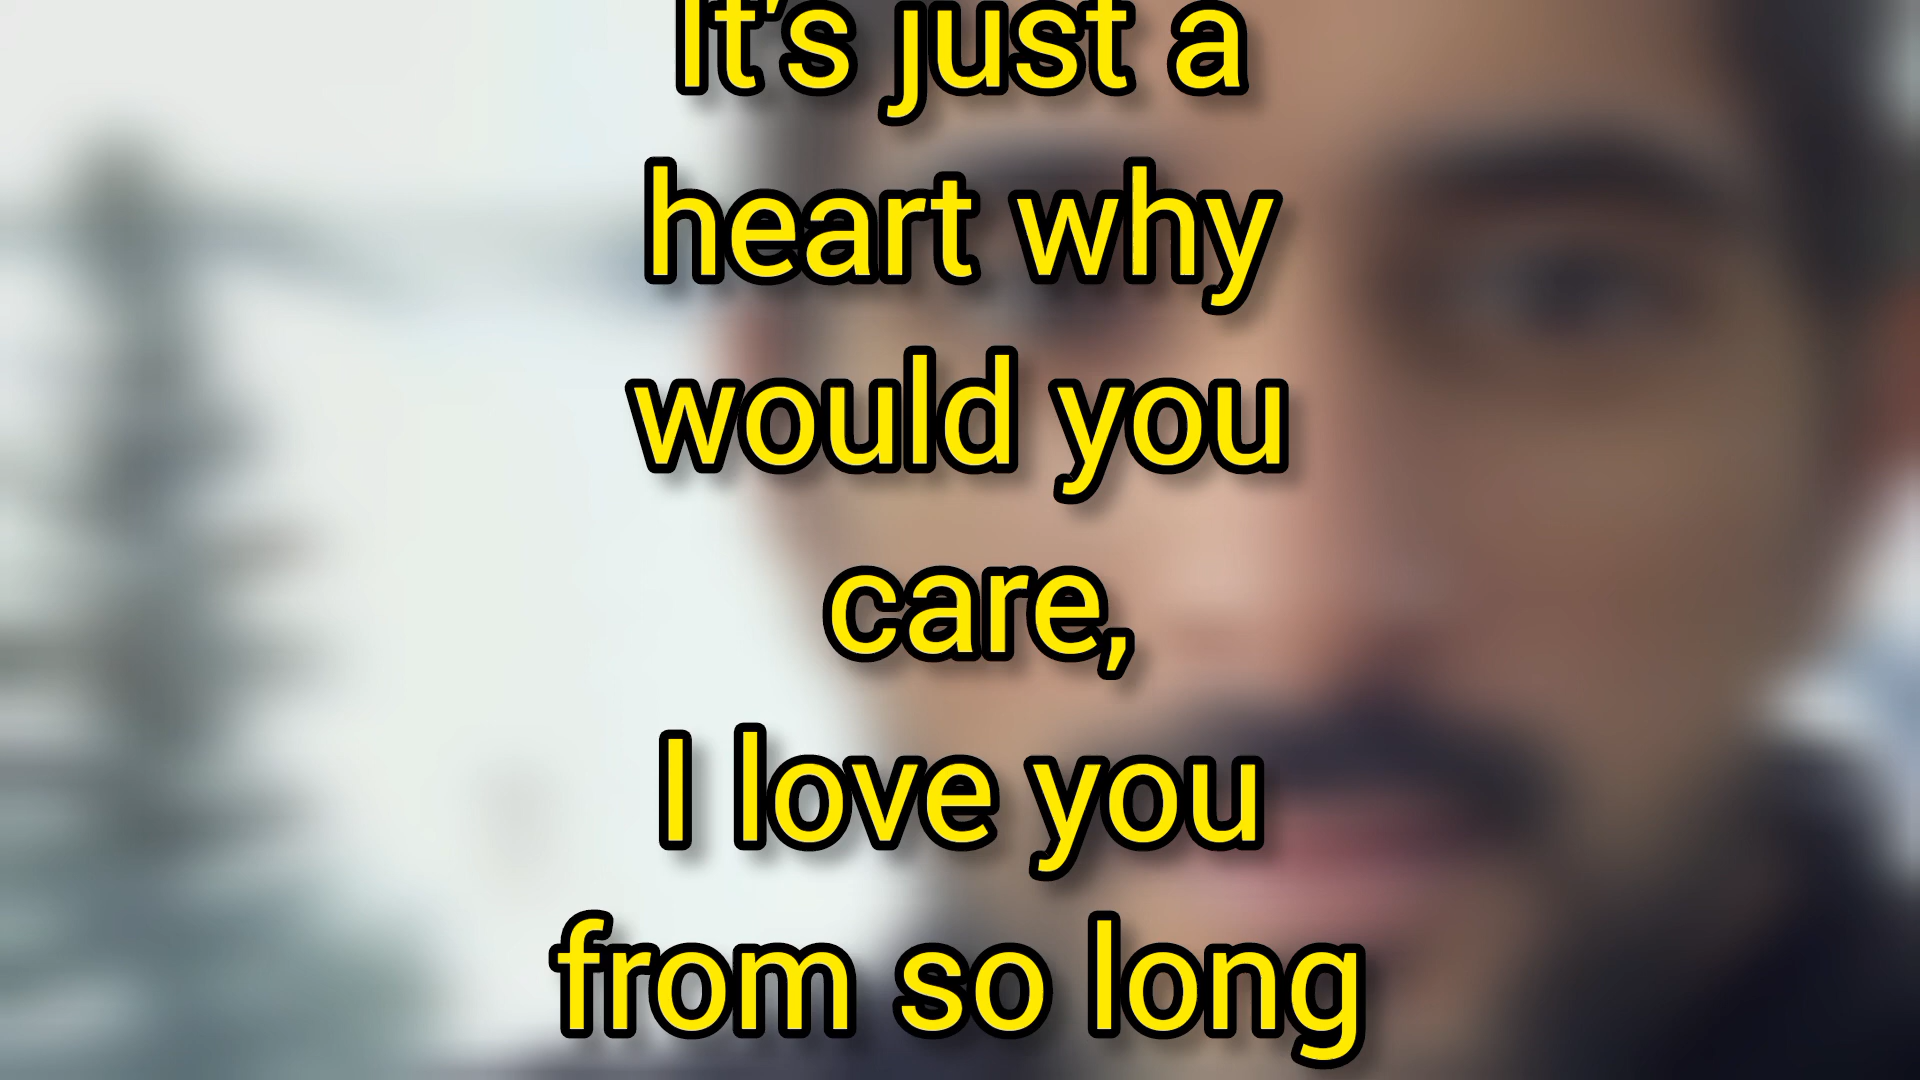 It's just a
heart why
would you
care,
I love you
from so long